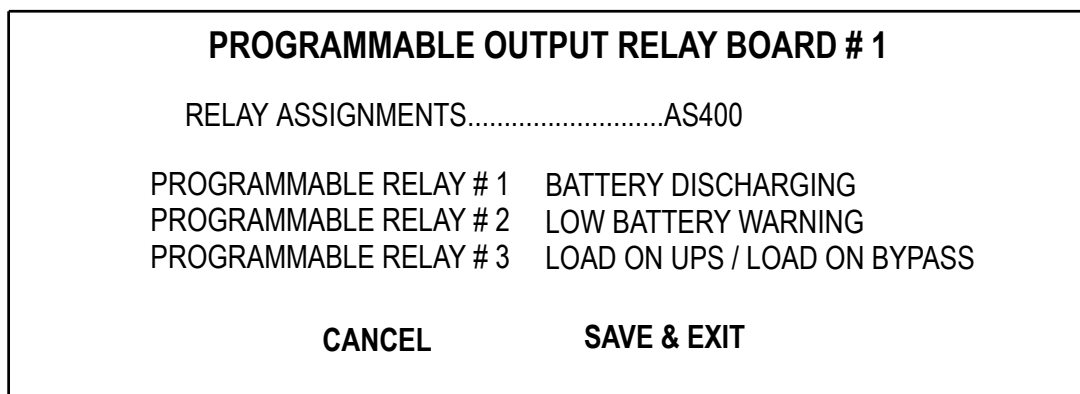 PROGRAMMABLE OUTPUT RELAY BOARD # 1
RELAY ASSIGNMENTS...........................AS400
PROGRAMMABLE RELAY # 1 BATTERY DISCHARGING
PROGRAMMABLE RELAY # 2 LOW BATTERY WARNING
PROGRAMMABLE RELAY # 3 LOAD ON UPS / LOAD ON BYPASS
CANCEL SAVE & EXIT